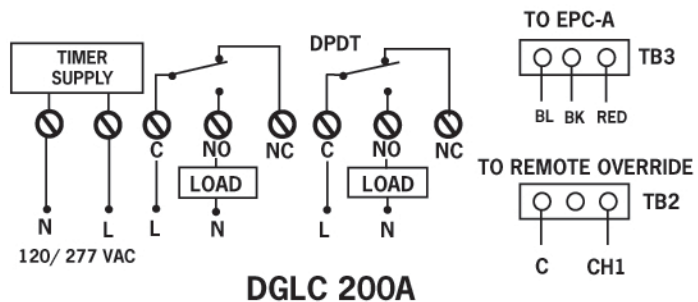 TO EPC-A
TIMER
SUPPLY
DPDT
TB3
BL BK RED
C NO NC
C NO NC
TO REMOTE OVERRIDE
LOAD
LOAD
TB2
N L L N L N
120/ 277 VAC
C CH1
DGLC 200A